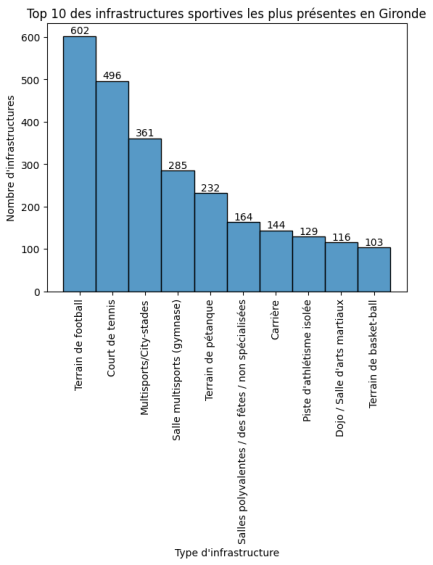 Top 10 des infrastructures sportives les plus présentes en Gironde
Nombre d'infrastructures
600
500
400
300
200
100
0
602
496
361
285
232
164
144
129
116
103
Terrain de football
Court de tennis
Multisports/City-stades
Salle multisports (gymnase)
Terrain de pétanque
Salles polyvalentes / des fêtes / non spécialisées
Carrière
Piste d'athlétisme isolée
Dojo / Salle d'arts martiaux
Terrain de basket-ball
Type d'infrastructure